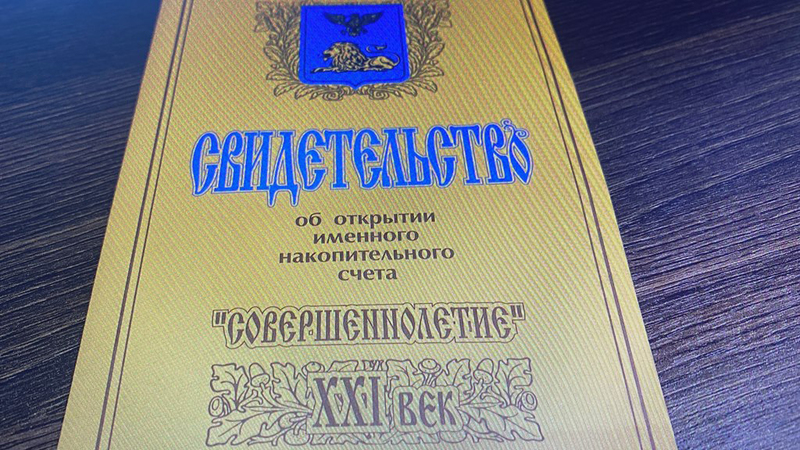 СВИДЕТЕЛЬСТВО
об открытии
именного
накопительного
счета
"СОВЕРШЕННОЛЕТИЕ"
XXI ВЕК